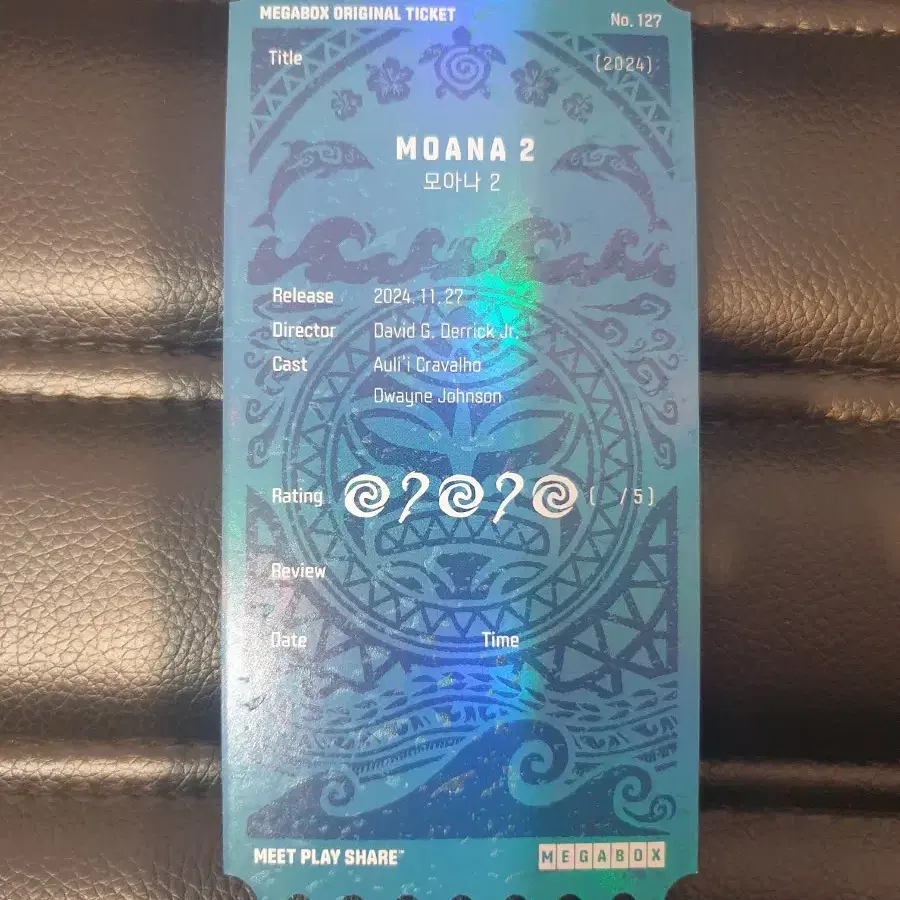 MEGABOX ORIGINAL TICKET
No. 127
Title
(2024)
MOANA 2
모아나 2
Release 2024. 11. 27
Director David G. Derrick Jr.
Cast Auli'i Cravalho
Dwayne Johnson
Rating ( /5)
Review
Date Time
MEET PLAY SHARE™
MEGABOX